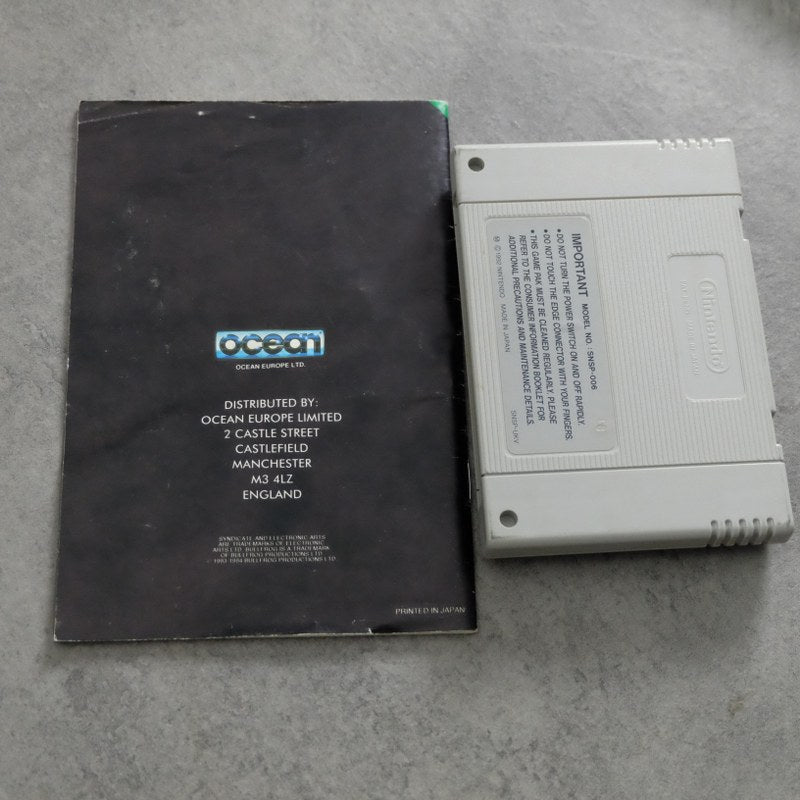 ocean
OCEAN EUROPE LTD.
DISTRIBUTED BY:
OCEAN EUROPE LIMITED
2 CASTLE STREET
CASTLEFIELD
MANCHESTER
M3 4LZ
ENGLAND
SYNDICATE AND ELECTRONIC ARTS
ARE TRADEMARKS OF ELECTRONIC
ARTS LTD. BULLFROG IS A TRADEMARK
OF BULLFROG PRODUCTIONS LTD
© 1993-1994 BULLFROG PRODUCTIONS LTD.
PRINTED IN JAPAN
IMPORTANT MODEL NO.: SNSP-006
•DO NOT TURN THE POWER SWITCH ON AND OFF RAPIDLY.
•DO NOT TOUCH THE EDGE CONNECTOR WITH YOUR FINGERS.
•THIS GAME PAK MUST BE CLEANED REGULARLY. PLEASE
REFER TO THE CONSUMER INFORMATION BOOKLET FOR
ADDITIONAL PRECAUTIONS AND MAINTENANCE DETAILS.
Ⓜ © 1992 NINTENDO MADE IN JAPAN
SNSP-UKV
Nintendo